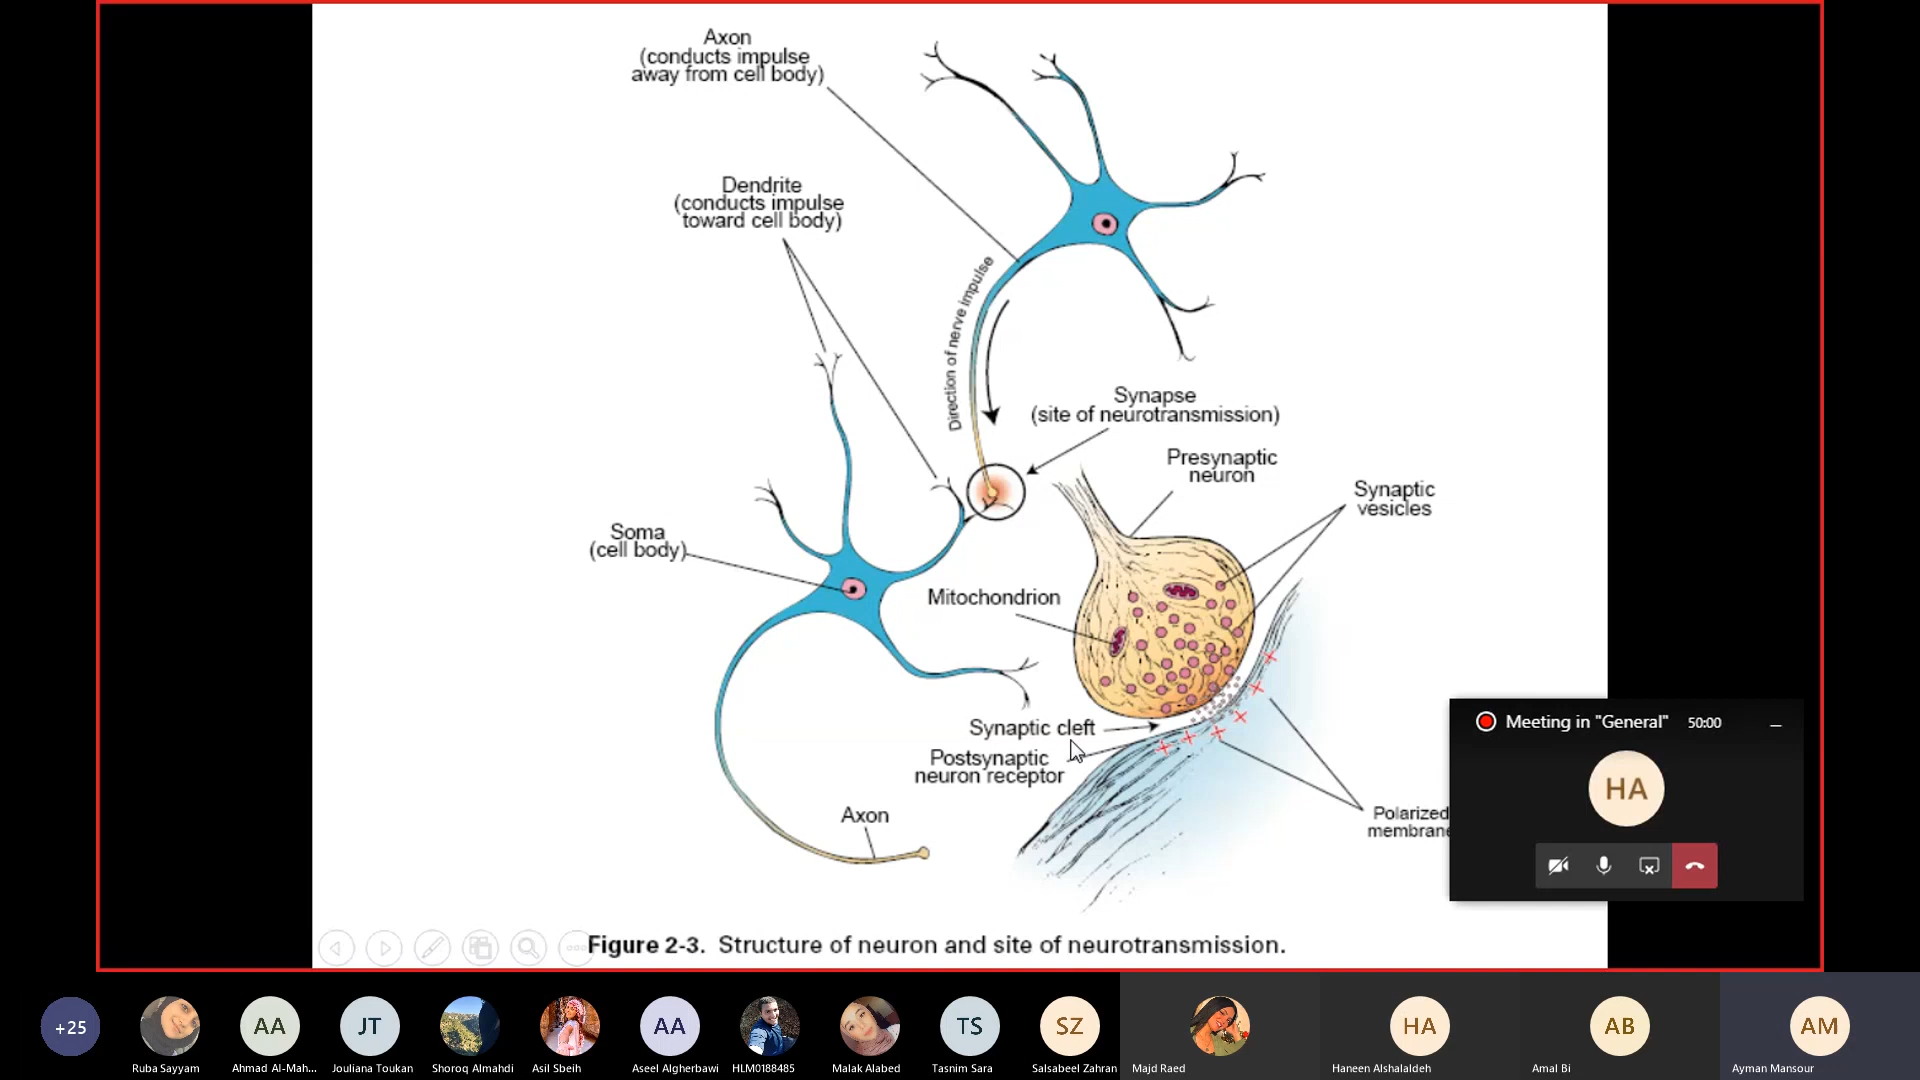 Axon
(conducts impulse
away from cell body)
Dendrite
(conducts impulse
toward cell body)
Direction of nerve impulse
Synapse
(site of neurotransmission)
Presynaptic
neuron
Synaptic
vesicles
Soma
(cell body)
Mitochondrion
Synaptic cleft
Postsynaptic
neuron receptor
Axon
Polarized
membrane
Meeting in "General" 50:00
HA
Figure 2-3. Structure of neuron and site of neurotransmission.
+25
AA
JT
AA
TS
SZ
HA
AB
AM
Ruba Sayyam
Ahmad Al-Mah...
Jouliana Toukan
Shoroq Almahdi
Asil Sbeih
Aseel Algherbawi
HLM0188485
Malak Alabed
Tasnim Sara
Salsabeel Zahran
Majd Raed
Haneen Alshalaldeh
Amal Bi
Ayman Mansour